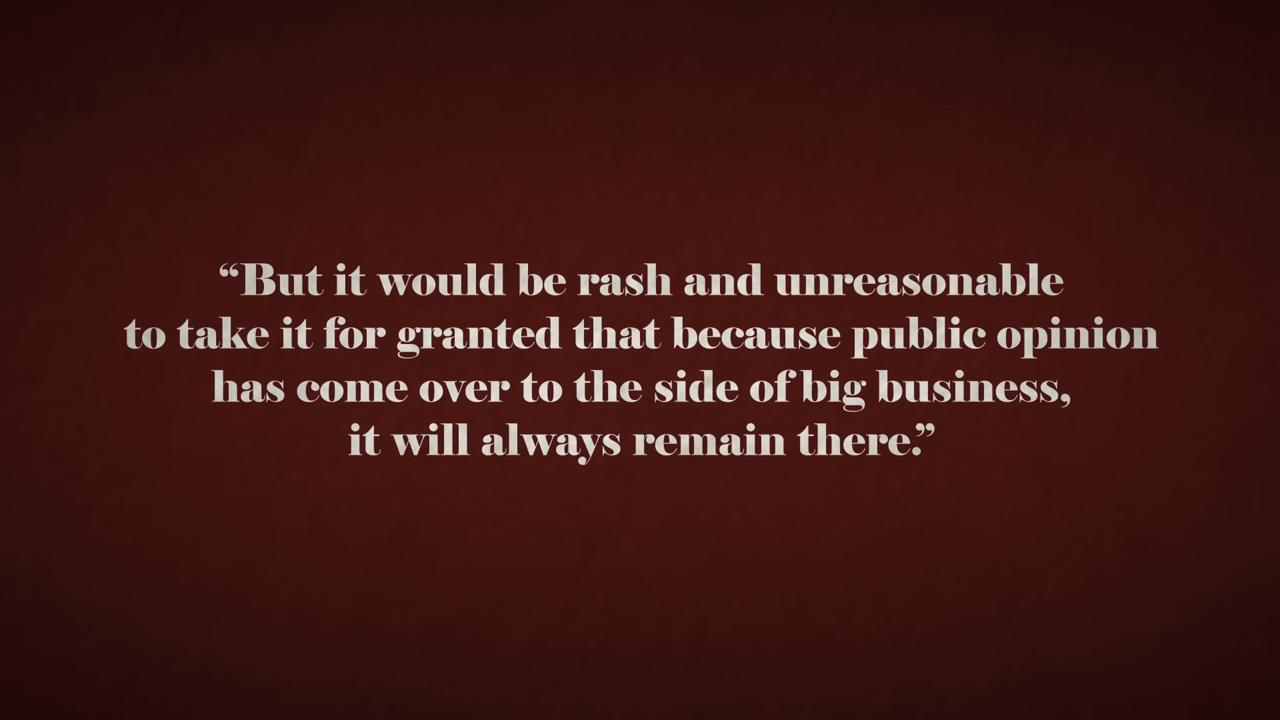 “But it would be rash and unreasonable
to take it for granted that because public opinion
has come over to the side of big business,
it will always remain there.”